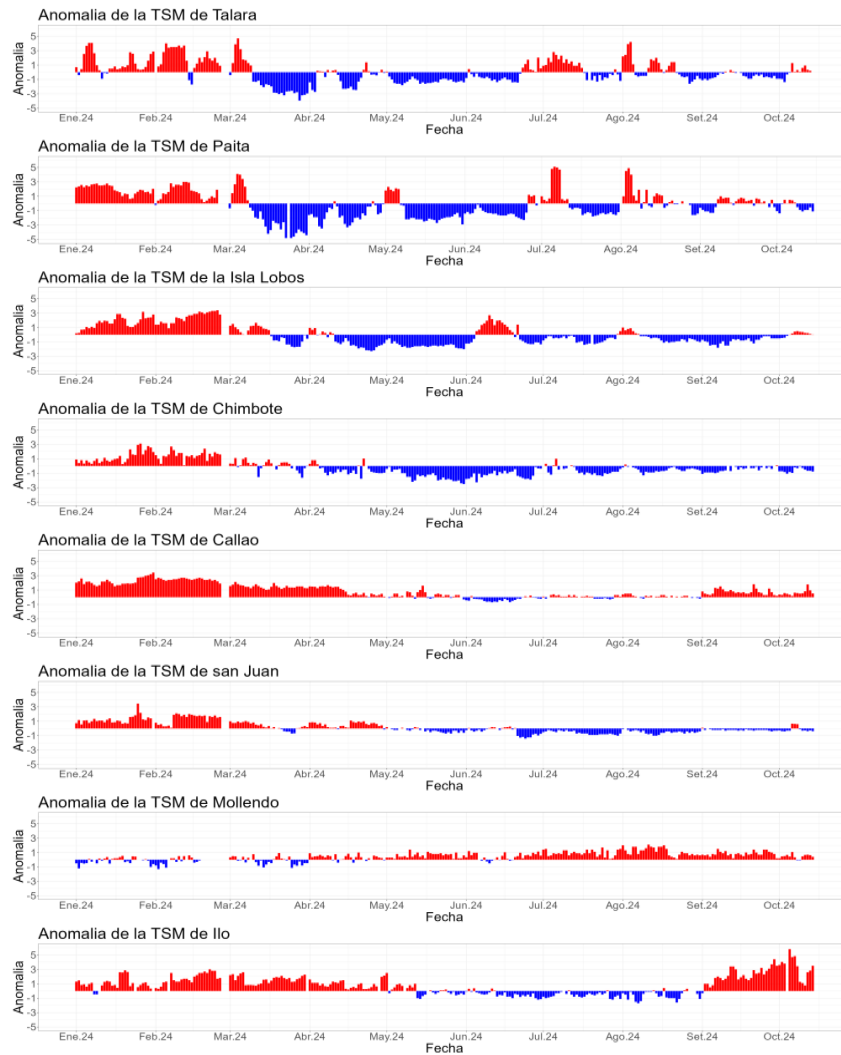 Anomalia de la TSM de Talara
Anomalia
5
3
1
-1
-3
-5
Ene.24 Feb.24 Mar.24 Abr.24 May.24 Jun.24 Jul.24 Ago.24 Set.24 Oct.24
Fecha
Anomalia de la TSM de Paita
Anomalia
5
3
1
-1
-3
-5
Ene.24 Feb.24 Mar.24 Abr.24 May.24 Jun.24 Jul.24 Ago.24 Set.24 Oct.24
Fecha
Anomalia de la TSM de la Isla Lobos
Anomalia
5
3
1
-1
-3
-5
Ene.24 Feb.24 Mar.24 Abr.24 May.24 Jun.24 Jul.24 Ago.24 Set.24 Oct.24
Fecha
Anomalia de la TSM de Chimbote
Anomalia
5
3
1
-1
-3
-5
Ene.24 Feb.24 Mar.24 Abr.24 May.24 Jun.24 Jul.24 Ago.24 Set.24 Oct.24
Fecha
Anomalia de la TSM de Callao
Anomalia
5
3
1
-1
-3
-5
Ene.24 Feb.24 Mar.24 Abr.24 May.24 Jun.24 Jul.24 Ago.24 Set.24 Oct.24
Fecha
Anomalia de la TSM de san Juan
Anomalia
5
3
1
-1
-3
-5
Ene.24 Feb.24 Mar.24 Abr.24 May.24 Jun.24 Jul.24 Ago.24 Set.24 Oct.24
Fecha
Anomalia de la TSM de Mollendo
Anomalia
5
3
1
-1
-3
-5
Ene.24 Feb.24 Mar.24 Abr.24 May.24 Jun.24 Jul.24 Ago.24 Set.24 Oct.24
Fecha
Anomalia de la TSM de Ilo
Anomalia
5
3
1
-1
-3
-5
Ene.24 Feb.24 Mar.24 Abr.24 May.24 Jun.24 Jul.24 Ago.24 Set.24 Oct.24
Fecha